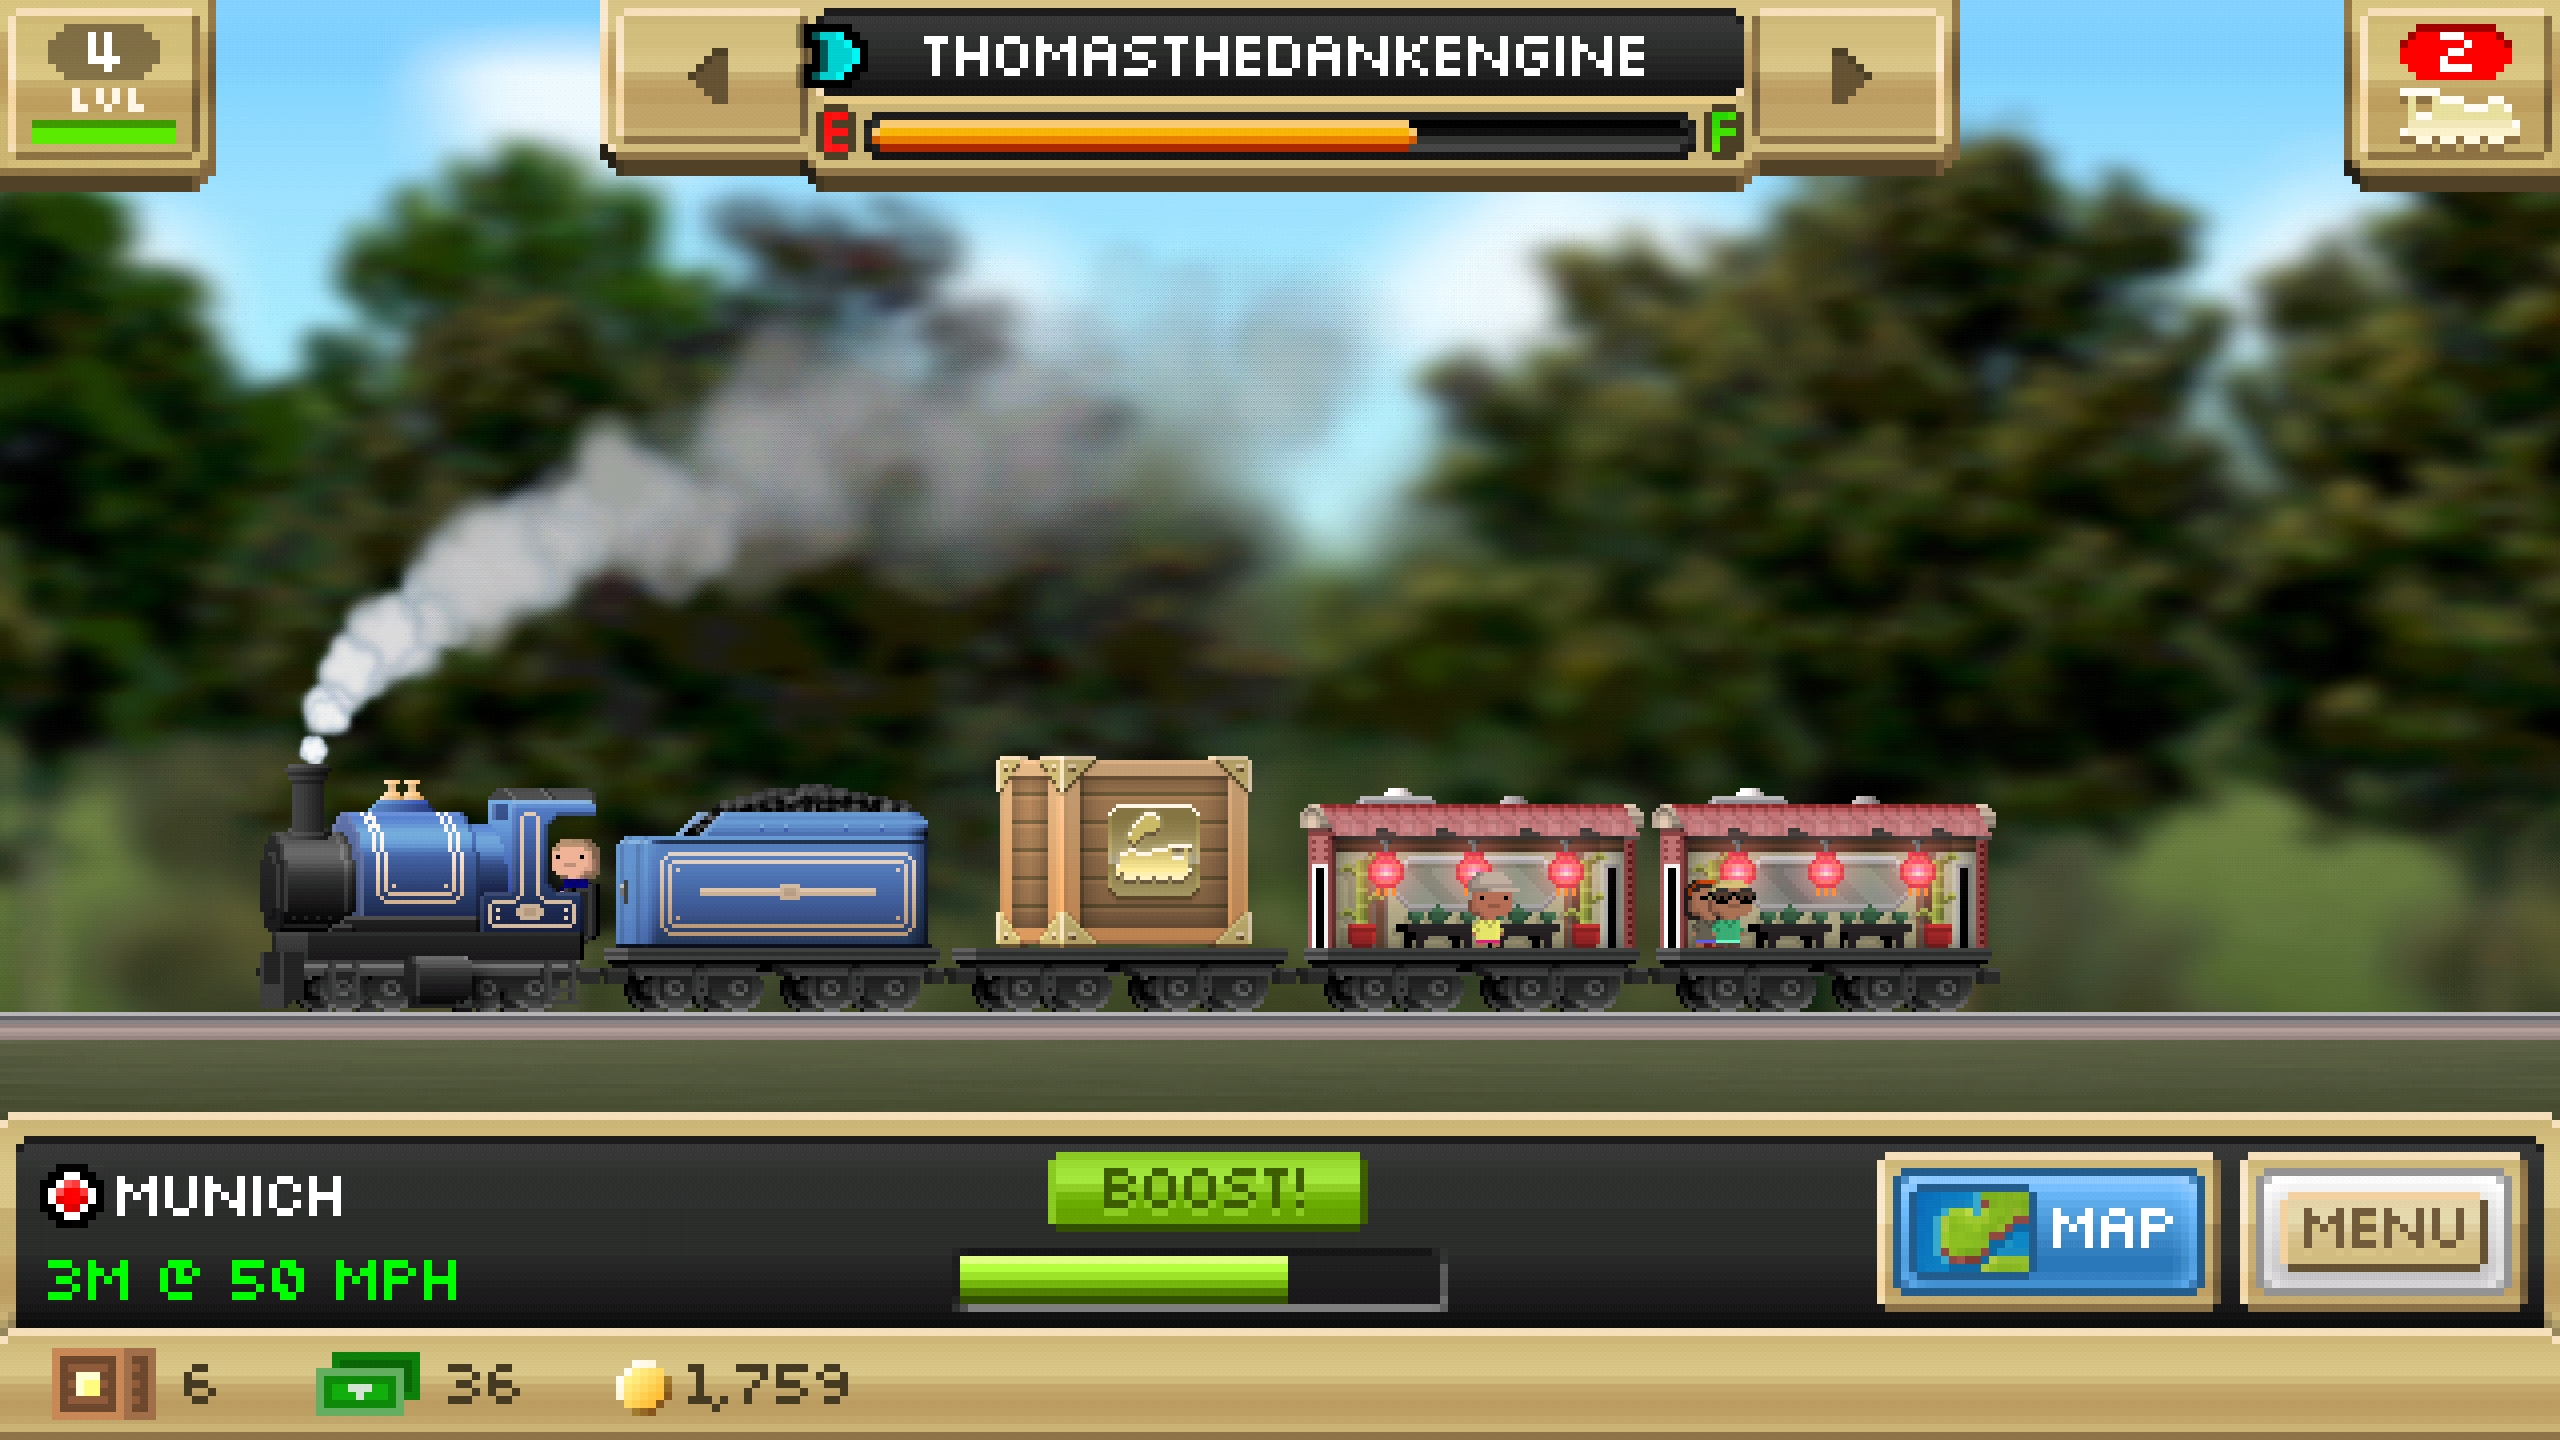 4
LVL
THOMASTHEDANKENGINE
E
F
2
MUNICH
3M @ 50 MPH
BOOST!
MAP
MENU
6
36
1,759